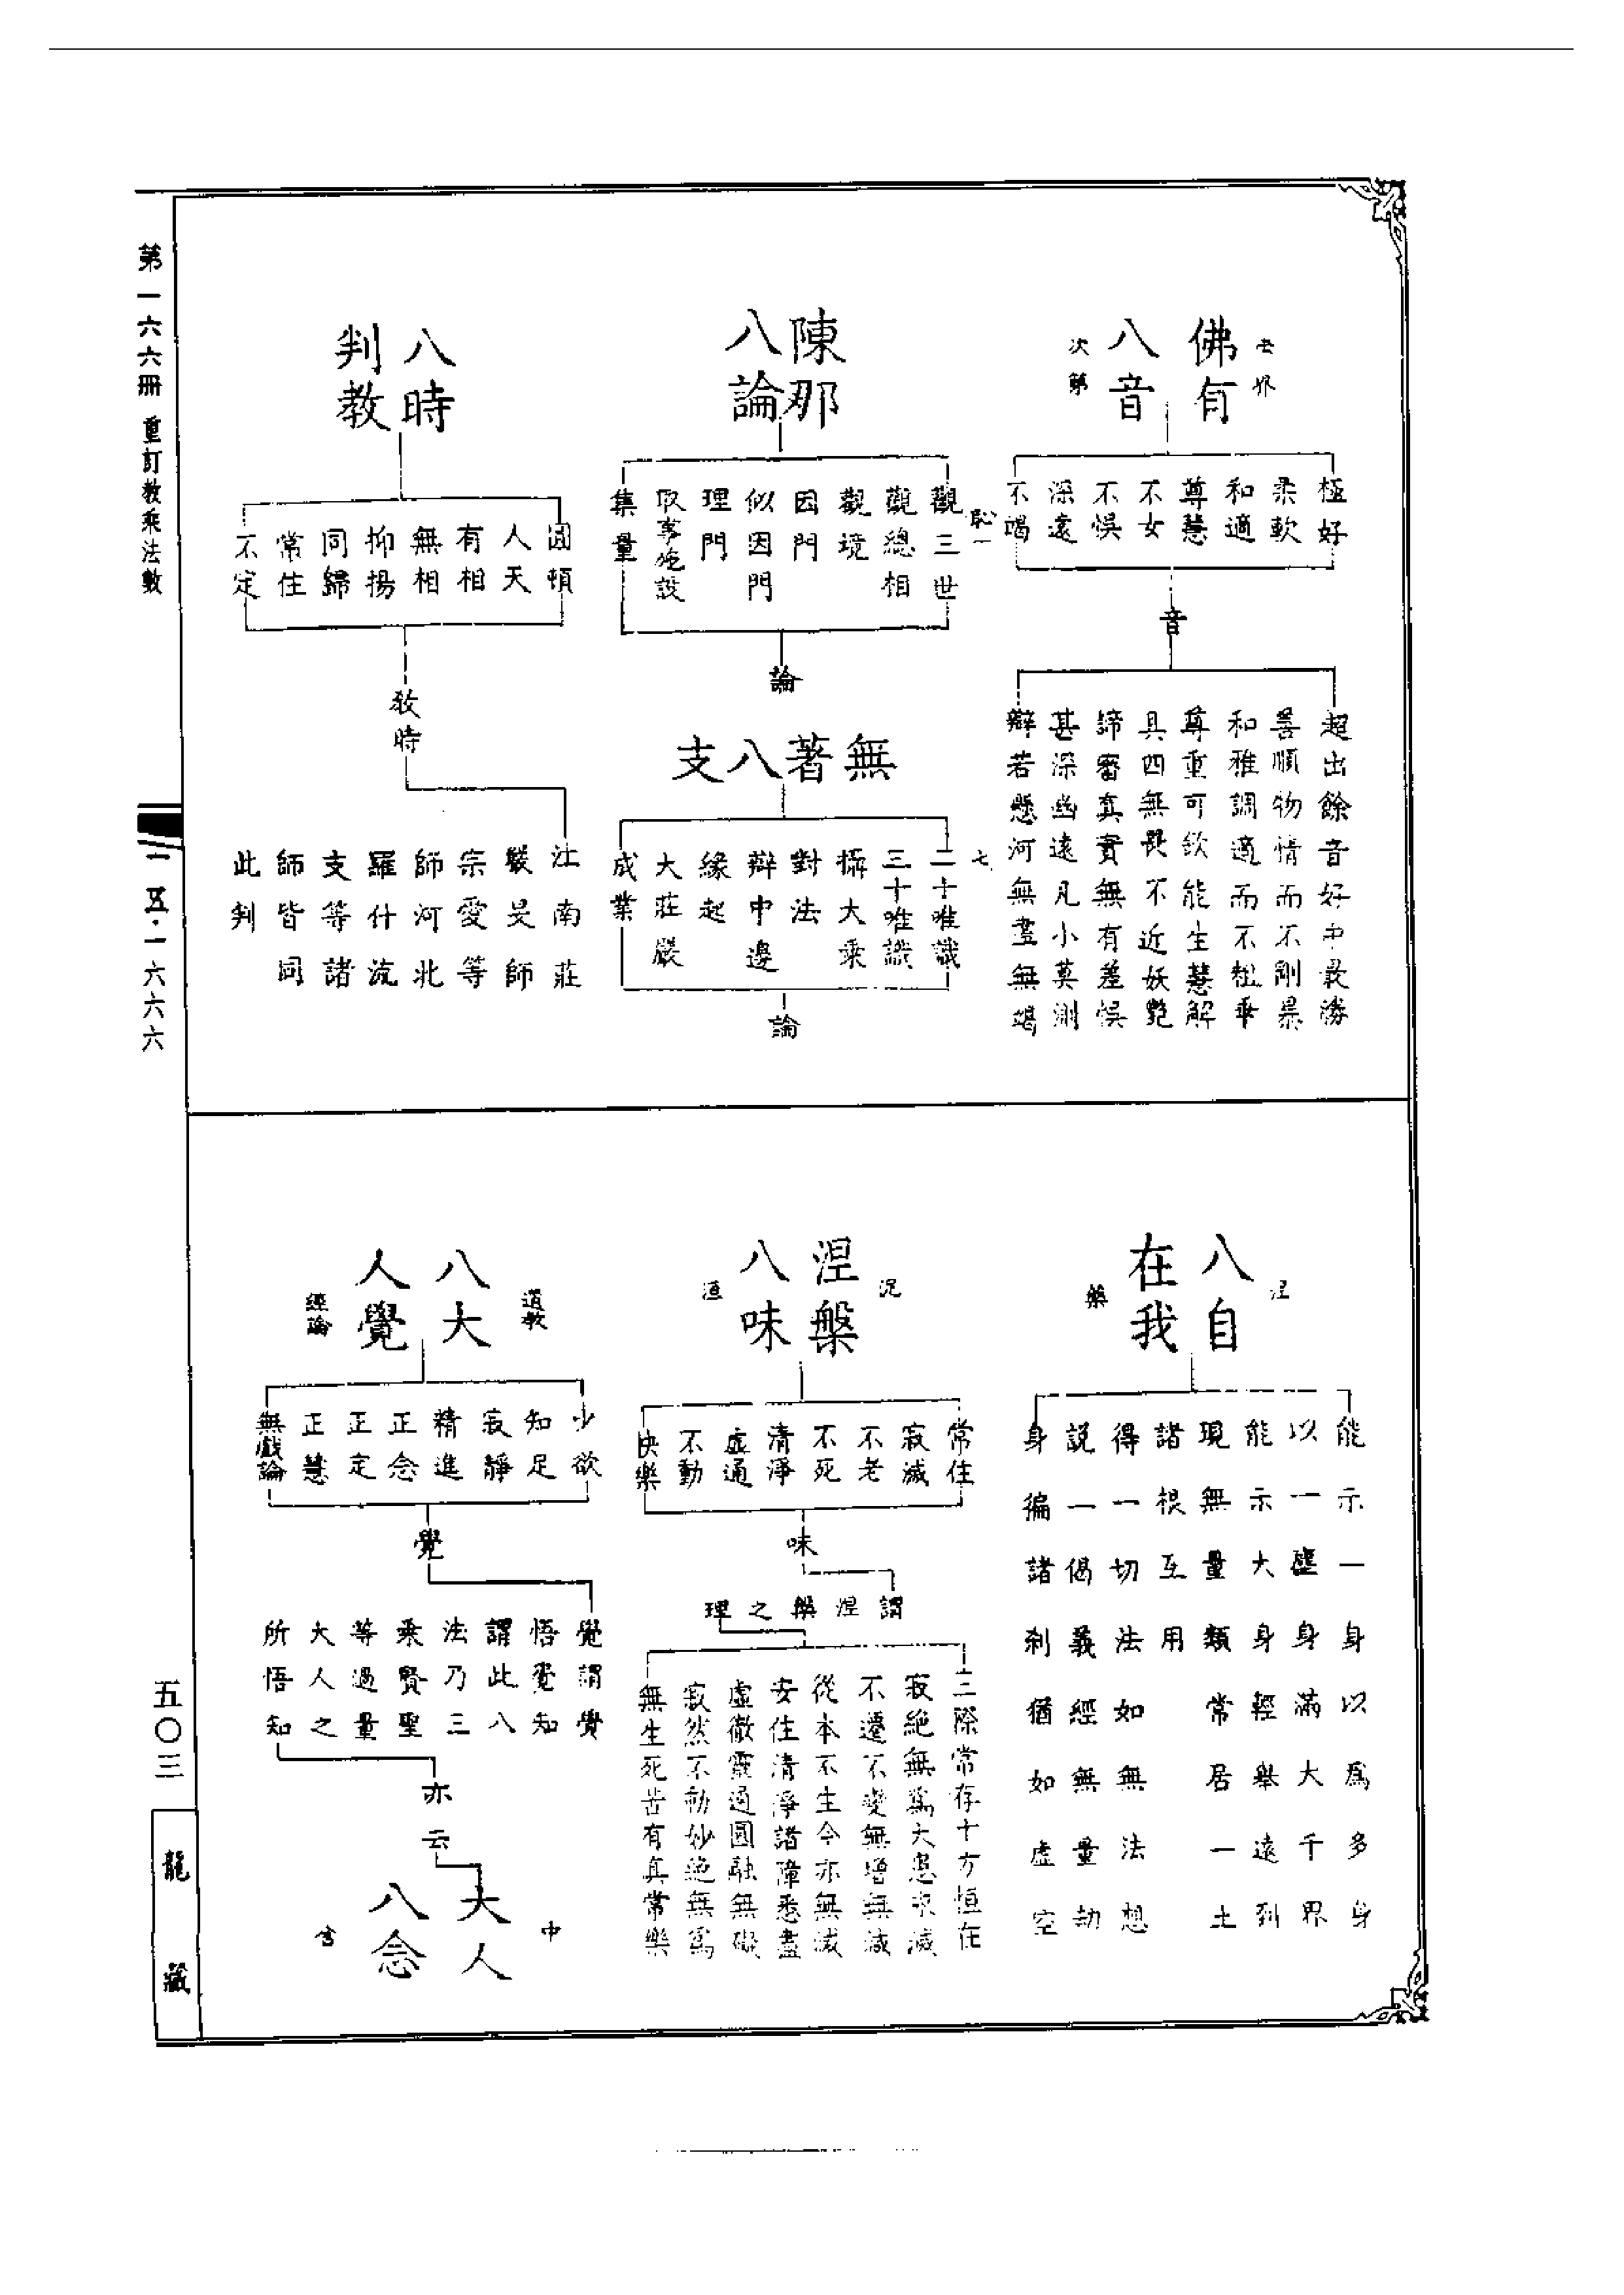 第一六六冊 重訂教乘法數
一五·一六六六
五〇三
龍藏
佛有
八音
次第
極好
柔軟
和適
尊慧
不女
不悞
深遠
不竭
音
超出餘音好中最勝
善順物情而不剛暴
和雅調適而不麤平
尊重可欽能生慧解
具四無畏不近妖艷
諦審真實無有差悞
甚深幽遠凡小莫測
辯若懸河無盡無竭
陳那
八論
恥一
觀三世
觀總相
觀境
因門
似因門
理門
取事施設
集量
論
無著八支
七
二十唯識
三十唯識
攝大乘
對法
辯中邊
緣起
大莊嚴
成業
論
八時
判教
圓頓
人天
有相
無相
抑揚
同歸
常住
不定
教時
江南莊
嚴旻師
宗愛等
師河北
羅什流
支等諸
師皆同
此判
八自
在我
涅
槃
能示一身以為多身
以一塵身滿大千界
能示大身輕舉遠到
現無量類常居一土
諸根互用
得一切法如無法想
說一偈義經無量劫
身徧諸剎猶如虛空
涅槃
八味
泥
洹
常住
寂滅
不老
不死
清淨
虛通
不動
快樂
味
謂涅槃之理
三際常存十方恒在
寂絕無為大患永滅
不遷不變無增無減
從本不生今亦無滅
安住清淨諸障悉盡
虛徹靈通圓融無礙
寂然不動妙絕無為
無生死苦有真常樂
八大
人覺
遺教
經論
少欲
知足
寂靜
精進
正念
正定
正慧
無戲論
覺
覺謂覺
悟覺知
謂此八
法乃三
乘賢聖
等過量
大人之
所悟知
亦云
大人
八念
中
含